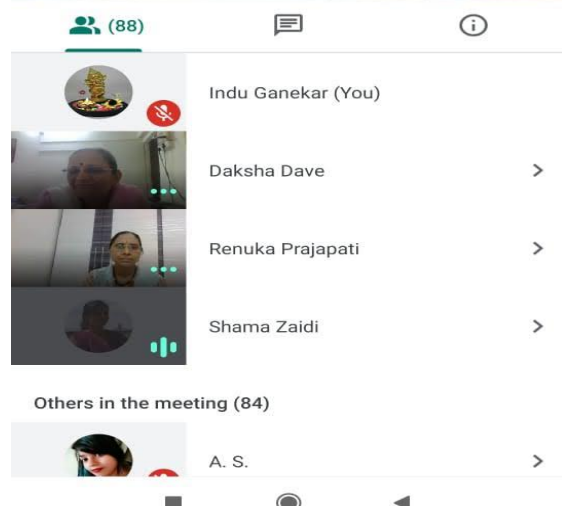 (88)
Indu Ganekar (You)
Daksha Dave
Renuka Prajapati
Shama Zaidi
Others in the meeting (84)
A. S.